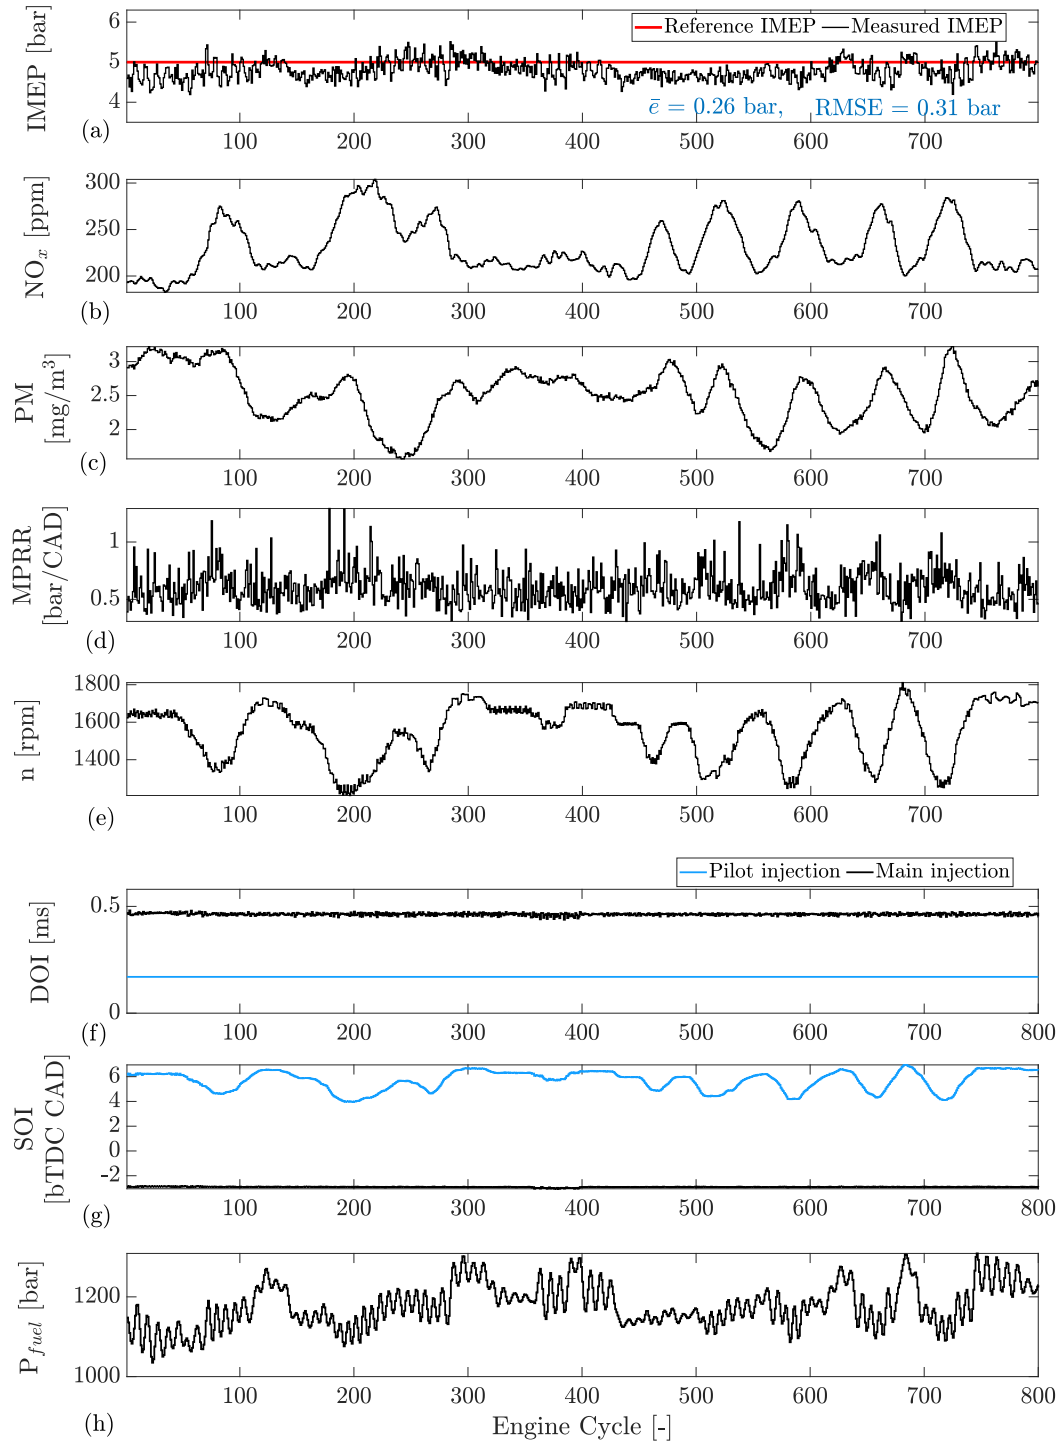 6
5
4
IMEP [bar]
Reference IMEP Measured IMEP
ē = 0.26 bar, RMSE = 0.31 bar
(a)
100 200 300 400 500 600 700
300
250
200
NOx [ppm]
(b)
100 200 300 400 500 600 700
3
2.5
2
PM
[mg/m³]
(c)
100 200 300 400 500 600 700
1
0.5
MPRR
[bar/CAD]
(d)
100 200 300 400 500 600 700
1800
1600
1400
n [rpm]
(e)
100 200 300 400 500 600 700
Pilot injection Main injection
0.5
0
DOI [ms]
(f)
100 200 300 400 500 600 700 800
6
4
2
0
-2
SOI
[bTDC CAD]
(g)
100 200 300 400 500 600 700 800
1200
1000
Pfuel [bar]
(h)
100 200 300 400 500 600 700 800
Engine Cycle [-]